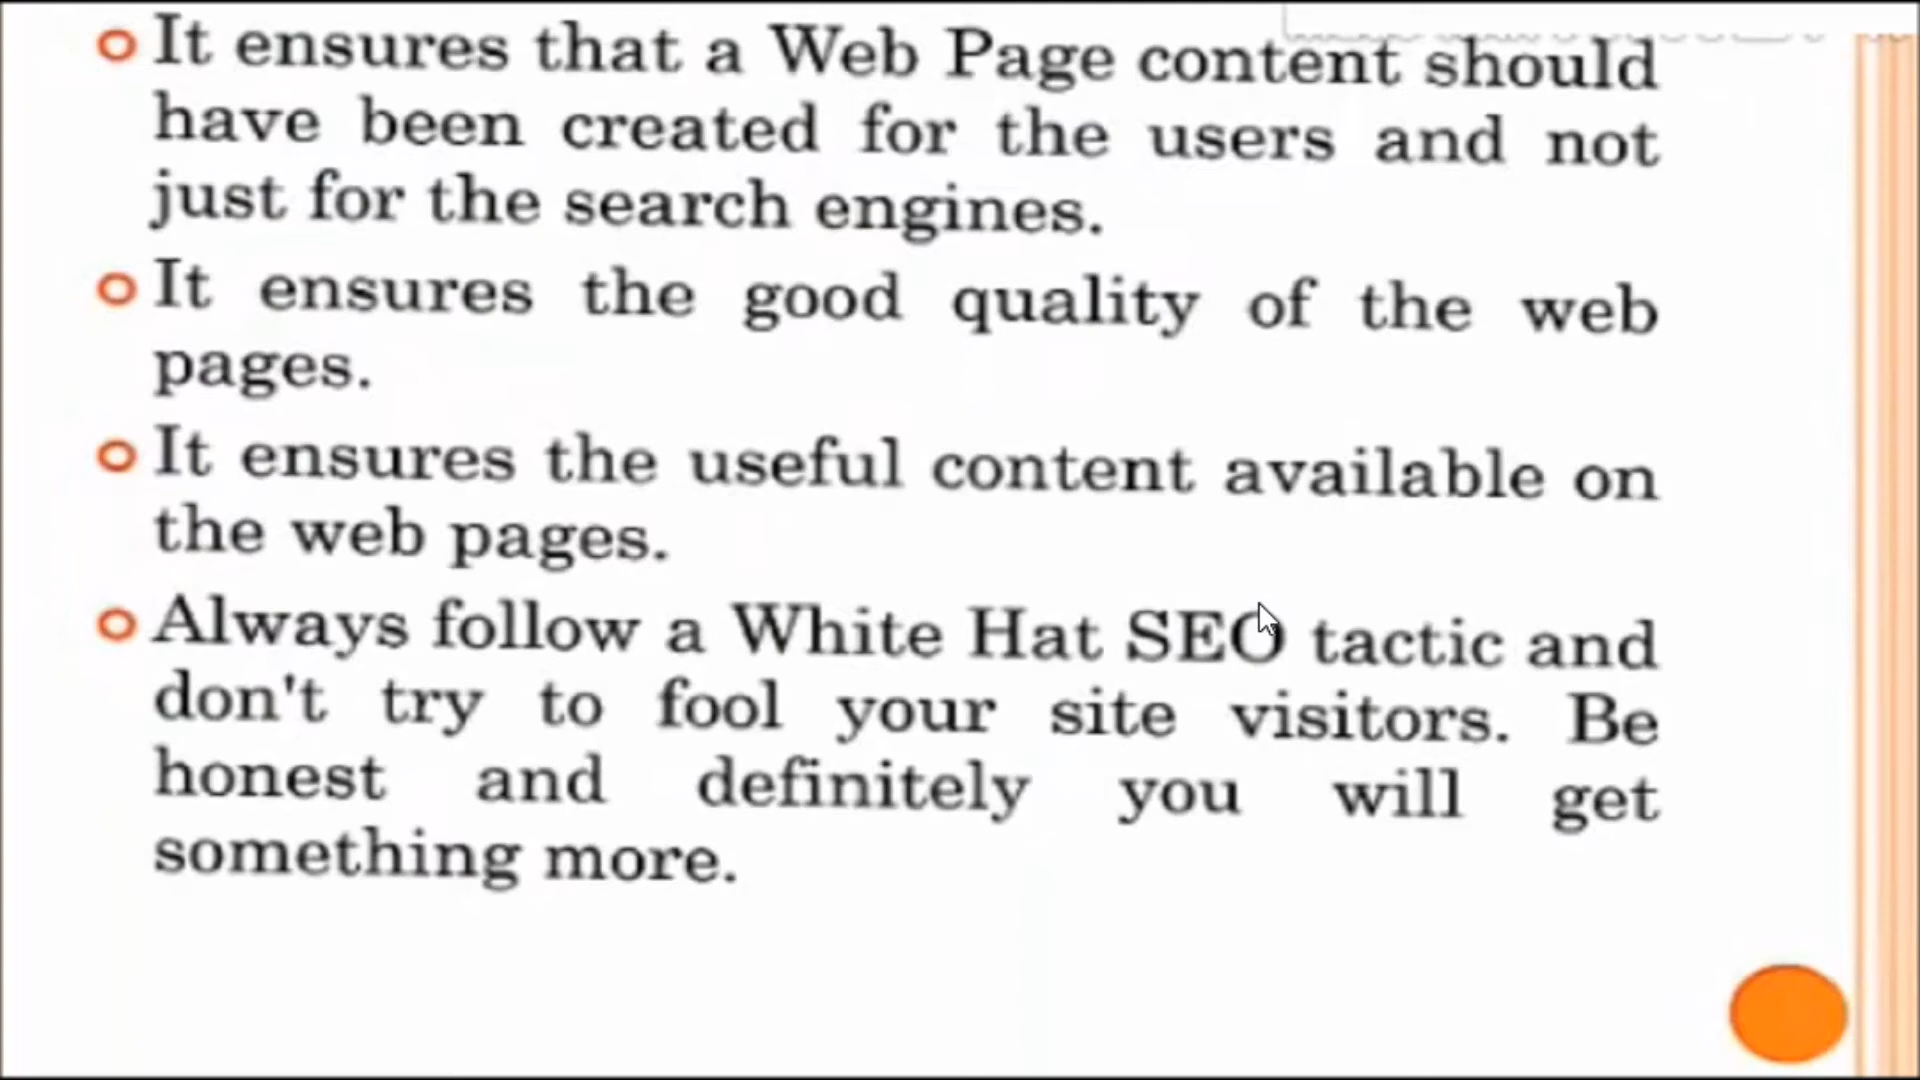 It ensures that a Web Page content should
have been created for the users and not
just for the search engines.
It ensures the good quality of the web
pages.
It ensures the useful content available on
the web pages.
Always follow a White Hat SEO tactic and
don't try to fool your site visitors. Be
honest and definitely you will get
something more.